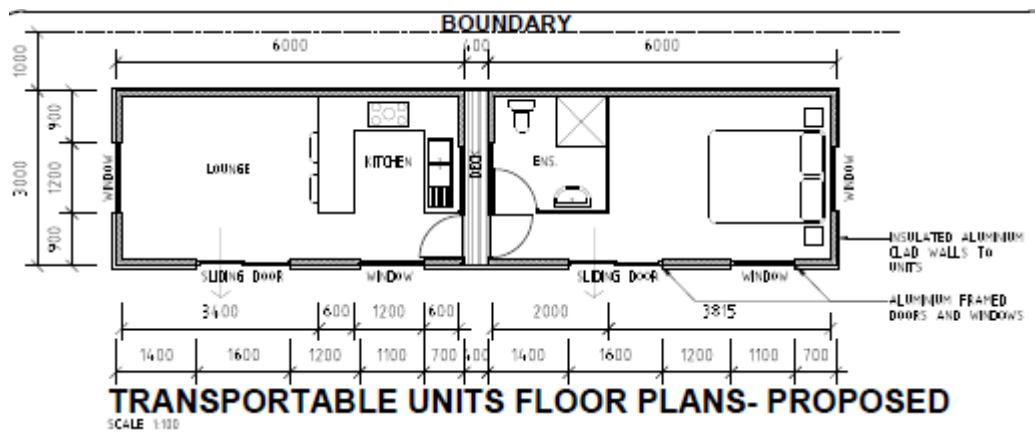 BOUNDARY
6000 400 6000
1000
900
1200
900
3000
WINDOW
LOUNGE
KITCHEN
DECK
ENS.
WINDOW
SLIDING DOOR
WINDOW
SLIDING DOOR
WINDOW
INSULATED ALUMINIUM
CLAD WALLS TO
UNITS
ALUMINIUM FRAMED
DOORS AND WINDOWS
3400 600 1200 600 2000 3815
1400 1600 1200 1100 700 400 1400 1600 1200 1100 700
TRANSPORTABLE UNITS FLOOR PLANS- PROPOSED
SCALE 1:100